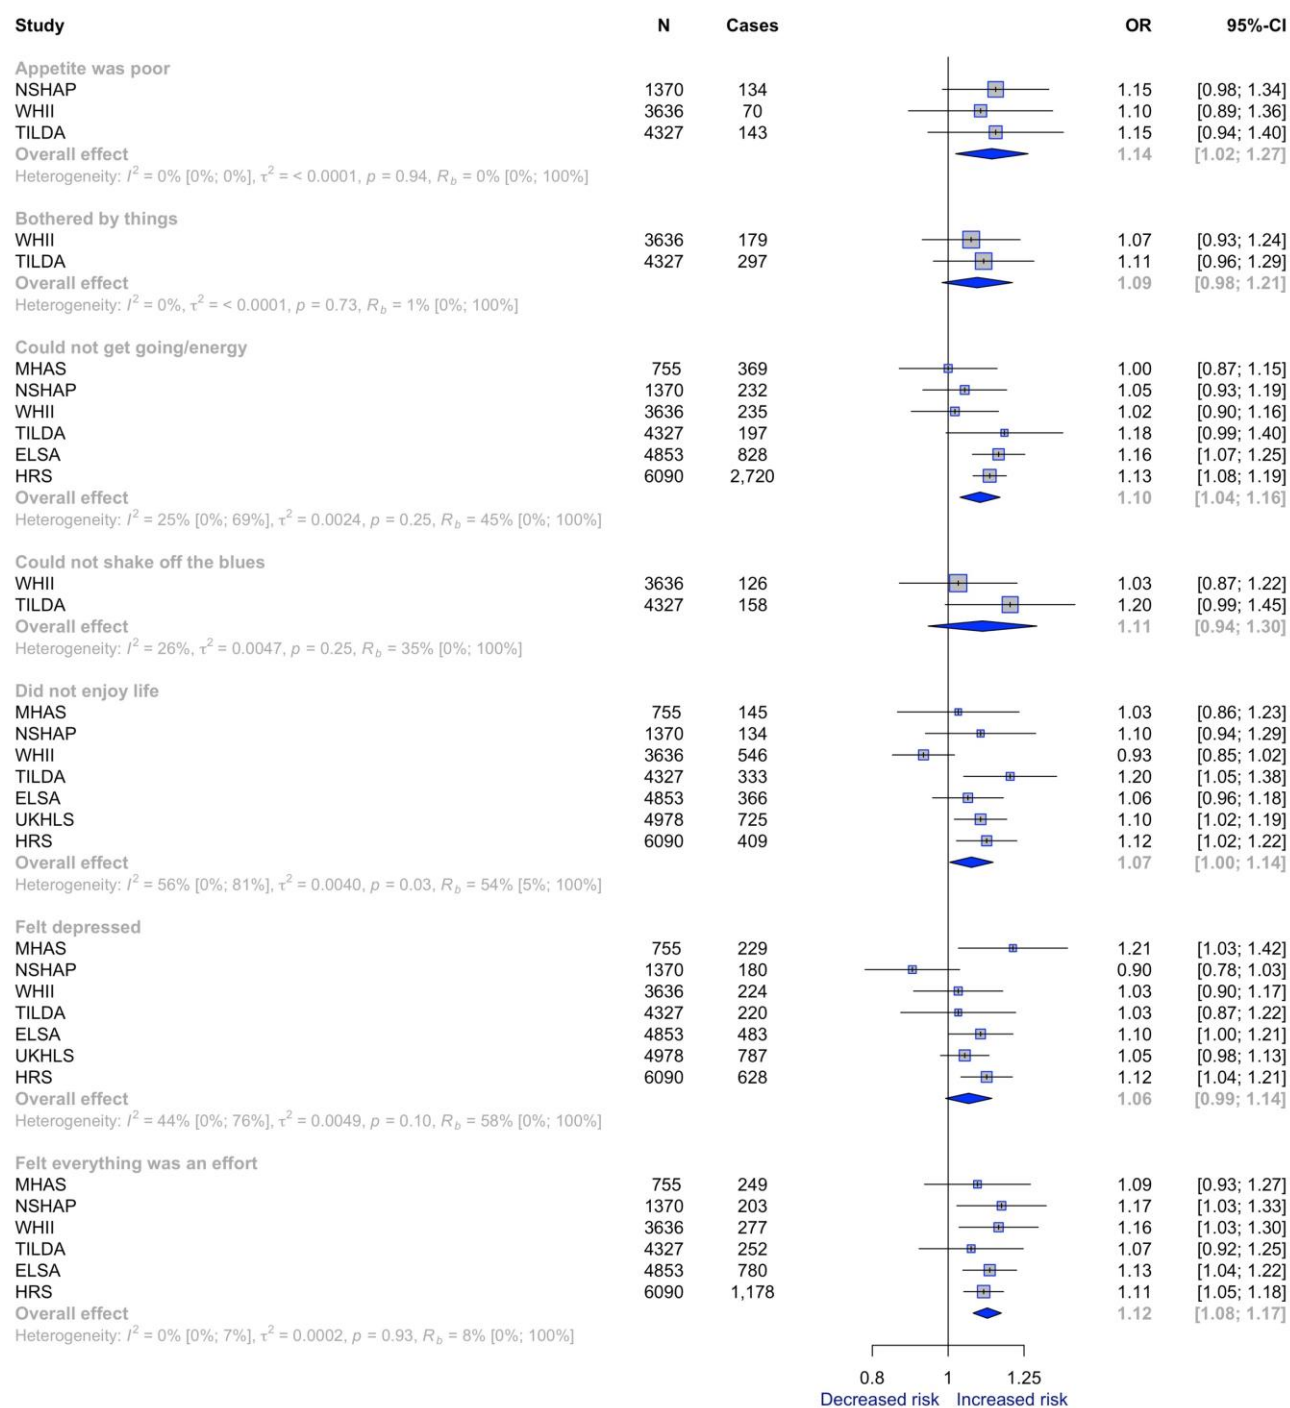 Study N Cases OR 95%-CI
Appetite was poor
NSHAP 1370 134 1.15 [0.98; 1.34]
WHII 3636 70 1.10 [0.89; 1.36]
TILDA 4327 143 1.15 [0.94; 1.40]
Overall effect 1.14 [1.02; 1.27]
Heterogeneity: I² = 0% [0%; 0%], τ² = < 0.0001, p = 0.94, R_b = 0% [0%; 100%]
Bothered by things
WHII 3636 179 1.07 [0.93; 1.24]
TILDA 4327 297 1.11 [0.96; 1.29]
Overall effect 1.09 [0.98; 1.21]
Heterogeneity: I² = 0%, τ² = < 0.0001, p = 0.73, R_b = 1% [0%; 100%]
Could not get going/energy
MHAS 755 369 1.00 [0.87; 1.15]
NSHAP 1370 232 1.05 [0.93; 1.19]
WHII 3636 235 1.02 [0.90; 1.16]
TILDA 4327 197 1.18 [0.99; 1.40]
ELSA 4853 828 1.16 [1.07; 1.25]
HRS 6090 2,720 1.13 [1.08; 1.19]
Overall effect 1.10 [1.04; 1.16]
Heterogeneity: I² = 25% [0%; 69%], τ² = 0.0024, p = 0.25, R_b = 45% [0%; 100%]
Could not shake off the blues
WHII 3636 126 1.03 [0.87; 1.22]
TILDA 4327 158 1.20 [0.99; 1.45]
Overall effect 1.11 [0.94; 1.30]
Heterogeneity: I² = 26%, τ² = 0.0047, p = 0.25, R_b = 35% [0%; 100%]
Did not enjoy life
MHAS 755 145 1.03 [0.86; 1.23]
NSHAP 1370 134 1.10 [0.94; 1.29]
WHII 3636 546 0.93 [0.85; 1.02]
TILDA 4327 333 1.20 [1.05; 1.38]
ELSA 4853 366 1.06 [0.96; 1.18]
UKHLS 4978 725 1.10 [1.02; 1.19]
HRS 6090 409 1.12 [1.02; 1.22]
Overall effect 1.07 [1.00; 1.14]
Heterogeneity: I² = 56% [0%; 81%], τ² = 0.0040, p = 0.03, R_b = 54% [5%; 100%]
Felt depressed
MHAS 755 229 1.21 [1.03; 1.42]
NSHAP 1370 180 0.90 [0.78; 1.03]
WHII 3636 224 1.03 [0.90; 1.17]
TILDA 4327 220 1.03 [0.87; 1.22]
ELSA 4853 483 1.10 [1.00; 1.21]
UKHLS 4978 787 1.05 [0.98; 1.13]
HRS 6090 628 1.12 [1.04; 1.21]
Overall effect 1.06 [0.99; 1.14]
Heterogeneity: I² = 44% [0%; 76%], τ² = 0.0049, p = 0.10, R_b = 58% [0%; 100%]
Felt everything was an effort
MHAS 755 249 1.09 [0.93; 1.27]
NSHAP 1370 203 1.17 [1.03; 1.33]
WHII 3636 277 1.16 [1.03; 1.30]
TILDA 4327 252 1.07 [0.92; 1.25]
ELSA 4853 780 1.13 [1.04; 1.22]
HRS 6090 1,178 1.11 [1.05; 1.18]
Overall effect 1.12 [1.08; 1.17]
Heterogeneity: I² = 0% [0%; 7%], τ² = 0.0002, p = 0.93, R_b = 8% [0%; 100%]
0.8 1 1.25
Decreased risk Increased risk